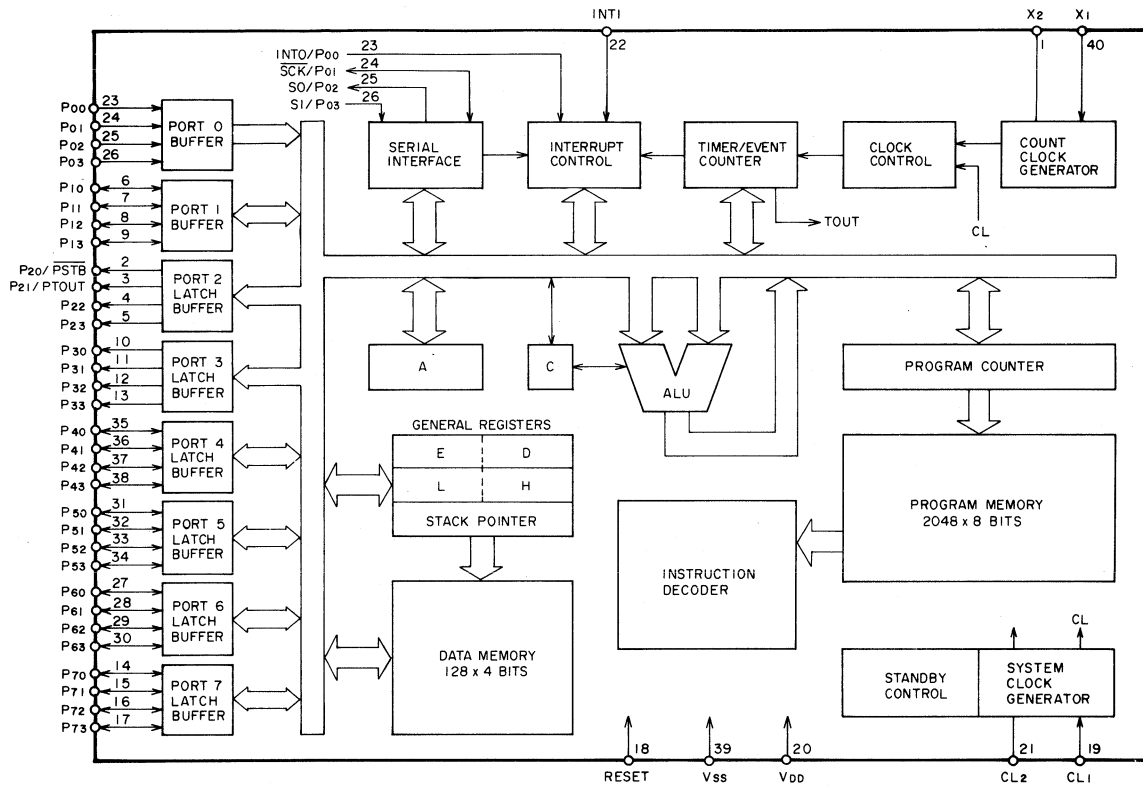 INT1
22
X2
1
X1
40
INTO/P00 23
SCK/P01 24
SO/P02 25
SI/P03 26
P00 23
P01 24
P02 25
P03 26
PORT 0
BUFFER
P10 6
P11 7
P12 8
P13 9
PORT 1
BUFFER
P20/PSTB 2
P21/PTOUT 3
P22 4
P23 5
PORT 2
LATCH
BUFFER
P30 10
P31 11
P32 12
P33 13
PORT 3
LATCH
BUFFER
P40 35
P41 36
P42 37
P43 38
PORT 4
LATCH
BUFFER
P50 31
P51 32
P52 33
P53 34
PORT 5
LATCH
BUFFER
P60 27
P61 28
P62 29
P63 30
PORT 6
LATCH
BUFFER
P70 14
P71 15
P72 16
P73 17
PORT 7
LATCH
BUFFER
SERIAL
INTERFACE
INTERRUPT
CONTROL
TIMER/EVENT
COUNTER
TOUT
CLOCK
CONTROL
CL
COUNT
CLOCK
GENERATOR
A
C
ALU
PROGRAM COUNTER
GENERAL REGISTERS
E D
L H
STACK POINTER
PROGRAM MEMORY
2048 x 8 BITS
INSTRUCTION
DECODER
DATA MEMORY
128 x 4 BITS
CL
STANDBY
CONTROL
SYSTEM
CLOCK
GENERATOR
18
RESET
39
VSS
20
VDD
21
CL2
19
CL1